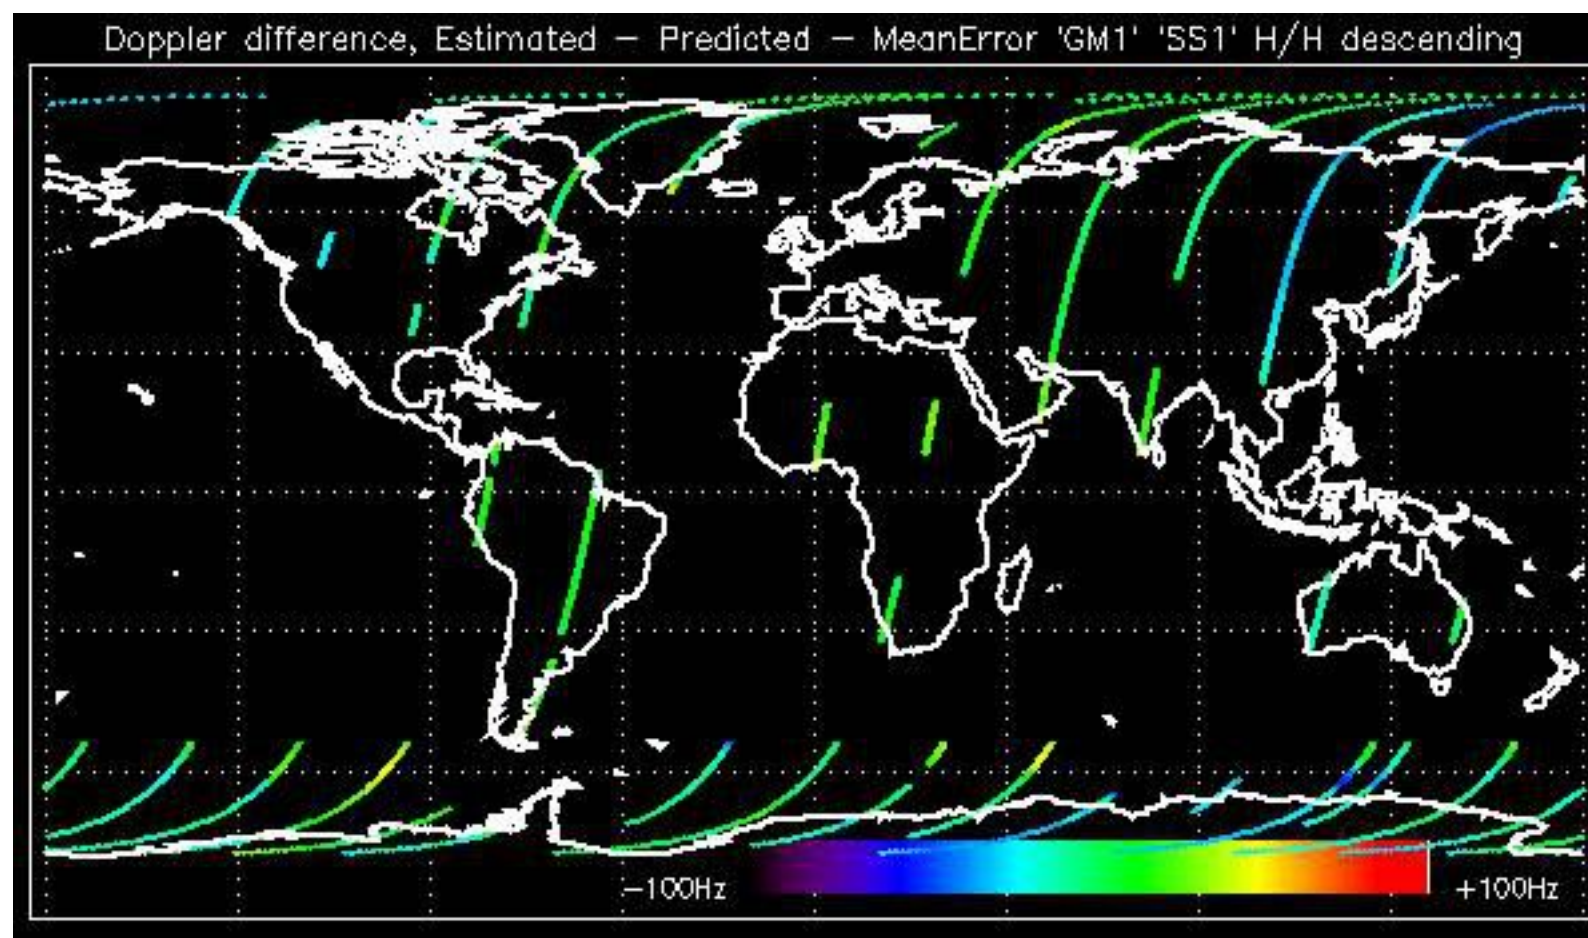 Doppler difference, Estimated − Predicted − MeanError 'GM1' 'SS1' H/H descending
−100Hz +100Hz